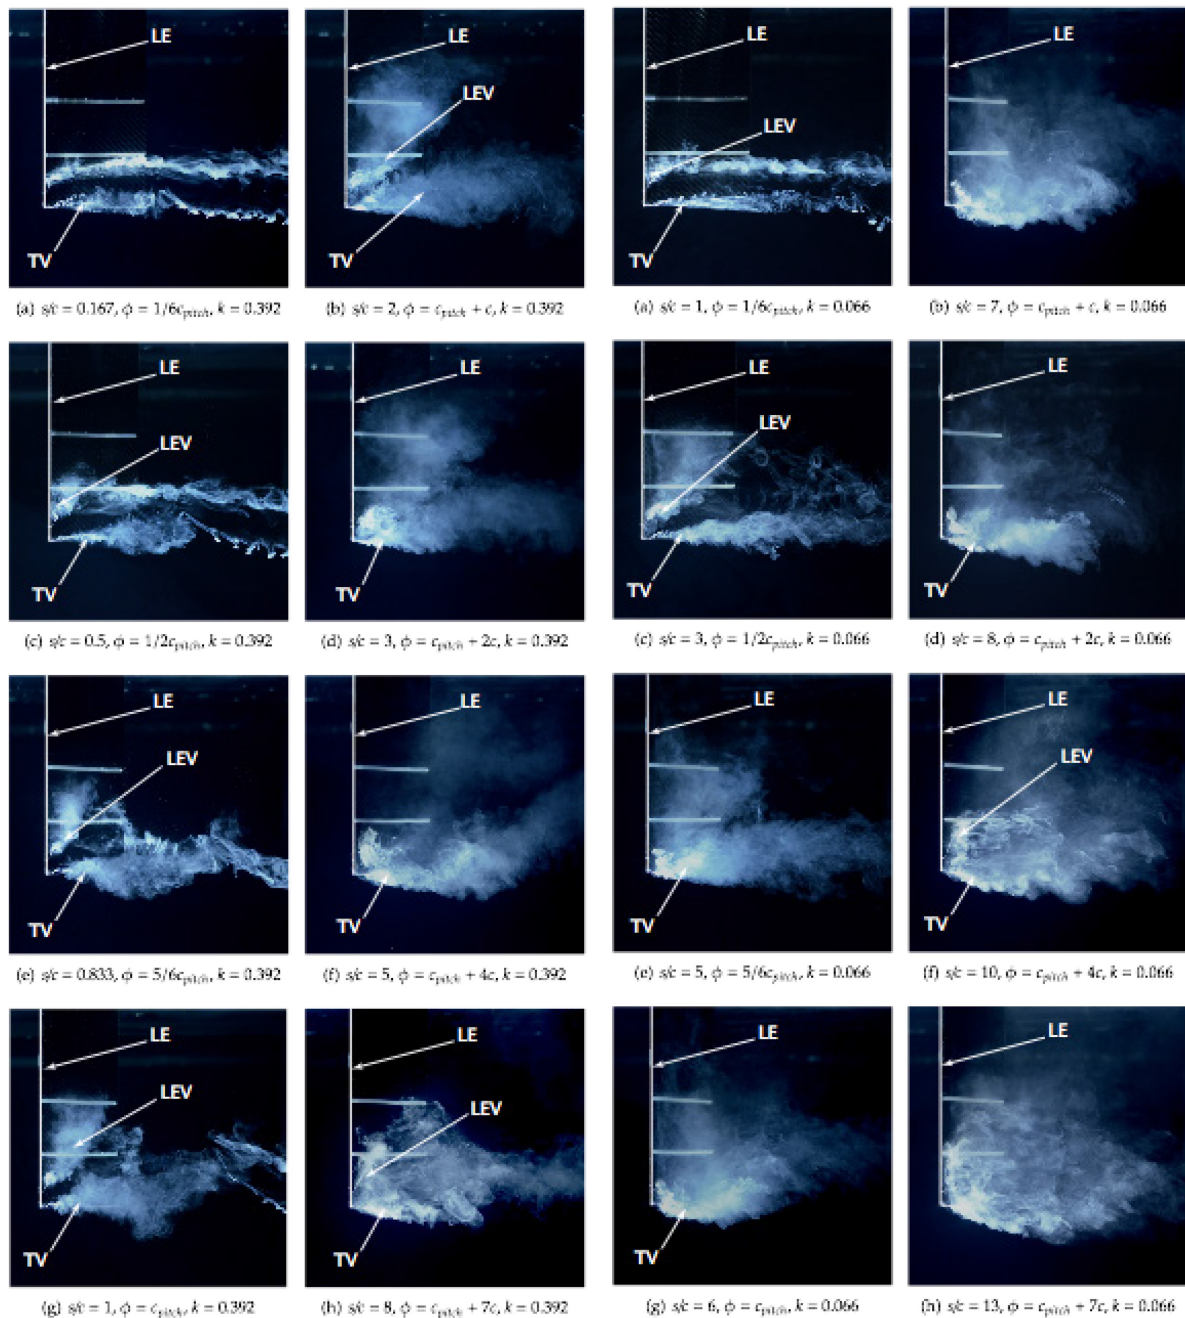 LE
TV
(a) s/c = 0.167, ϕ = 1/6c_pitch, k = 0.392
LE
LEV
TV
(b) s/c = 2, ϕ = c_pitch + c, k = 0.392
LE
LEV
TV
(a) s/c = 1, ϕ = 1/6c_pitch, k = 0.066
LE
(b) s/c = 7, ϕ = c_pitch + c, k = 0.066
LE
LEV
TV
(c) s/c = 0.5, ϕ = 1/2c_pitch, k = 0.392
LE
TV
(d) s/c = 3, ϕ = c_pitch + 2c, k = 0.392
LE
LEV
TV
(c) s/c = 3, ϕ = 1/2c_pitch, k = 0.066
LE
TV
(d) s/c = 8, ϕ = c_pitch + 2c, k = 0.066
LE
LEV
TV
(e) s/c = 0.833, ϕ = 5/6c_pitch, k = 0.392
LE
TV
(f) s/c = 5, ϕ = c_pitch + 4c, k = 0.392
LE
TV
(e) s/c = 5, ϕ = 5/6c_pitch, k = 0.066
LE
LEV
TV
(f) s/c = 10, ϕ = c_pitch + 4c, k = 0.066
LE
LEV
TV
(g) s/c = 1, ϕ = c_pitch, k = 0.392
LE
LEV
TV
(h) s/c = 8, ϕ = c_pitch + 7c, k = 0.392
LE
TV
(g) s/c = 6, ϕ = c_pitch, k = 0.066
LE
TV
(h) s/c = 13, ϕ = c_pitch + 7c, k = 0.066